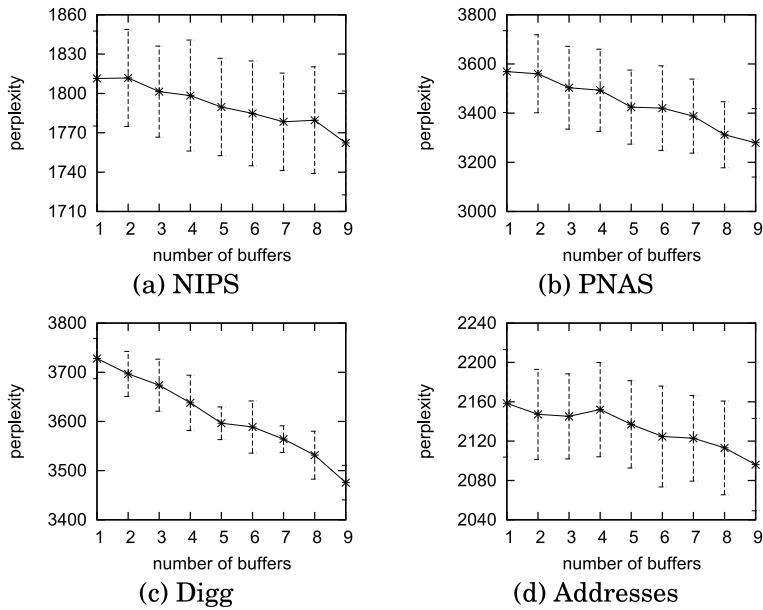 1860
1830
1800
1770
1740
1710
perplexity
1 2 3 4 5 6 7 8 9
number of buffers
(a) NIPS
3800
3600
3400
3200
3000
perplexity
1 2 3 4 5 6 7 8 9
number of buffers
(b) PNAS
3800
3700
3600
3500
3400
perplexity
1 2 3 4 5 6 7 8 9
number of buffers
(c) Digg
2240
2200
2160
2120
2080
2040
perplexity
1 2 3 4 5 6 7 8 9
number of buffers
(d) Addresses